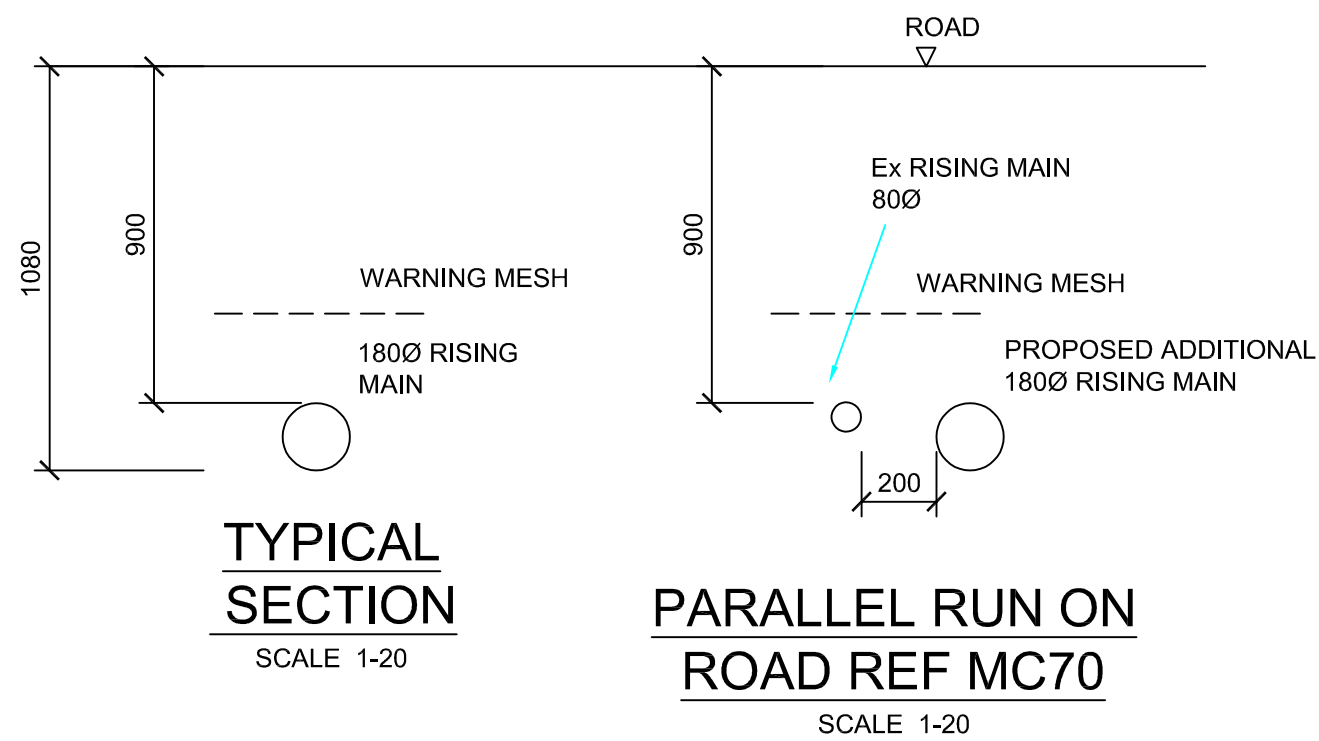 ROAD
1080
900
WARNING MESH
180Ø RISING
MAIN
TYPICAL
SECTION
SCALE 1-20
900
Ex RISING MAIN
80Ø
WARNING MESH
PROPOSED ADDITIONAL
180Ø RISING MAIN
200
PARALLEL RUN ON
ROAD REF MC70
SCALE 1-20